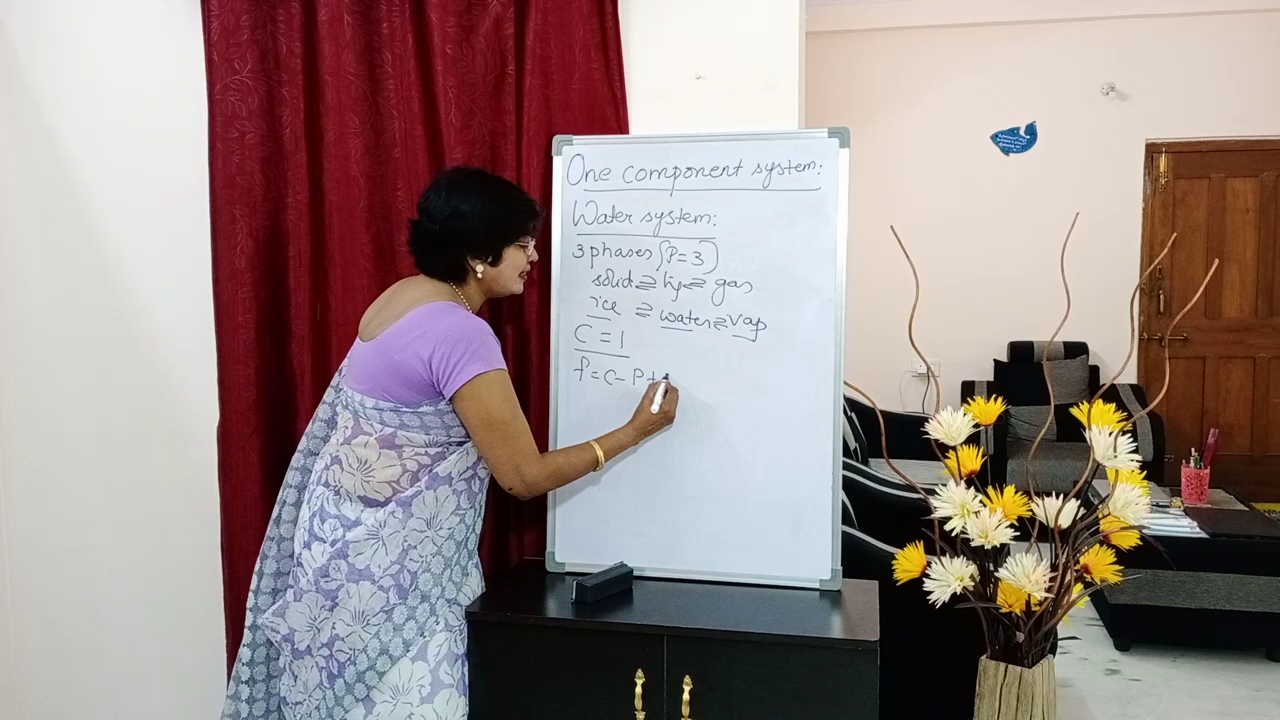 One component system:
Water system:
3 phases (P=3)
solid ⇌ liq ⇌ gas
ice ⇌ water ⇌ vap
C = 1
f = C - P +